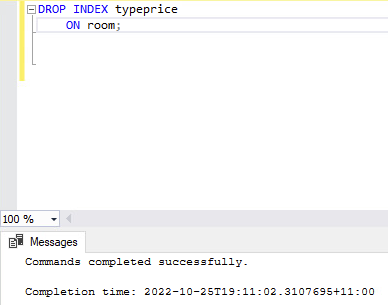 DROP INDEX typeprice
ON room;
100 %
Messages
Commands completed successfully.
Completion time: 2022-10-25T19:11:02.3107695+11:00